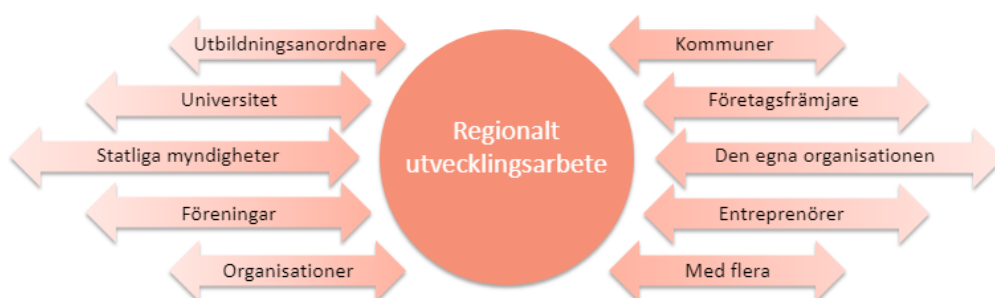 Utbildningsanordnare
Universitet
Statliga myndigheter
Föreningar
Organisationer
Regionalt
utvecklingsarbete
Kommuner
Företagsfrämjare
Den egna organisationen
Entreprenörer
Med flera